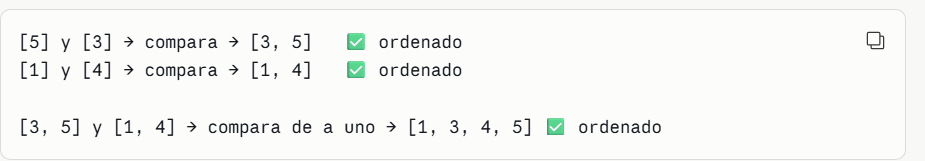 [5] y [3] → compara → [3, 5] ✅ ordenado
[1] y [4] → compara → [1, 4] ✅ ordenado
[3, 5] y [1, 4] → compara de a uno → [1, 3, 4, 5] ✅ ordenado